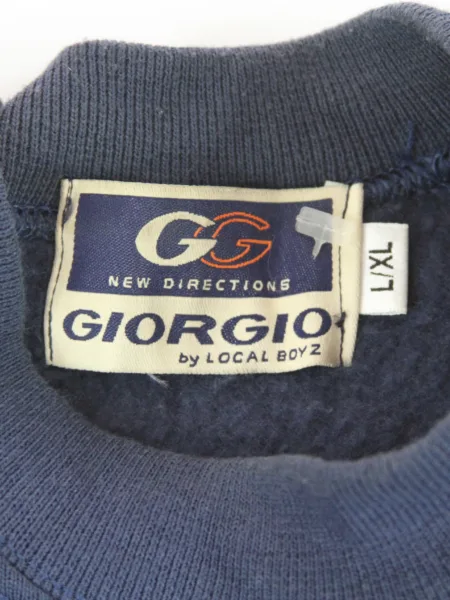 GG
NEW DIRECTIONS
GIORGIO
by LOCAL BOYZ
L/XL